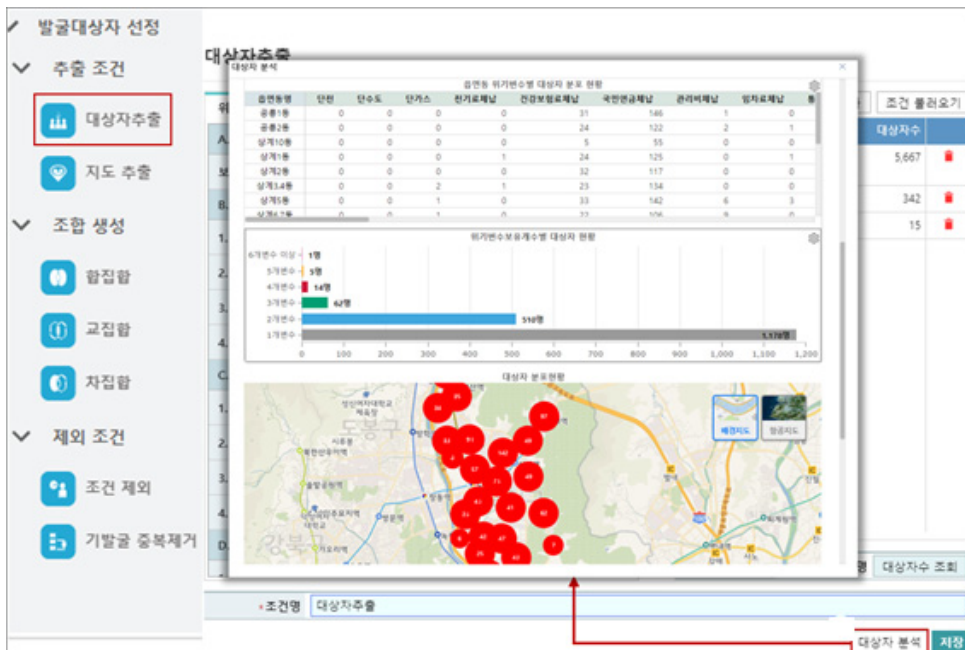 발굴대상자 선정
추출 조건
대상자추출
지도 추출
조합 생성
합집합
교집합
차집합
제외 조건
조건 제외
기발굴 중복제거
대상자추출
조건 불러오기
대상자수
5,667
342
15
대상자 분석
읍면동 위기변수별 대상자 분포 현황
읍면동명 단전 단수도 단가스 전기료체납 건강보험료체납 국민연금체납 관리비체납 임차료체납
공릉1동 0 0 0 0 31 146 1 0
공릉2동 0 0 0 0 24 122 2 1
상계10동 0 0 0 0 5 55 0 0
상계1동 0 0 0 1 24 125 0 1
상계2동 0 0 0 0 32 117 0 0
상계3.4동 0 0 2 1 23 134 0 0
상계5동 0 0 1 0 33 142 6 3
위기변수보유개수별 대상자 현황
6개변수 이상 1명
5개변수 5명
4개변수 14명
3개변수 62명
2개변수 510명
1개변수 1,178명
0 100 200 300 400 500 600 700 800 900 1,000 1,100 1,200
대상자 분포현황
배경지도
항공지도
도봉구
강북구
대상자수 조회
*조건명 대상자추출
대상자 분석
저장